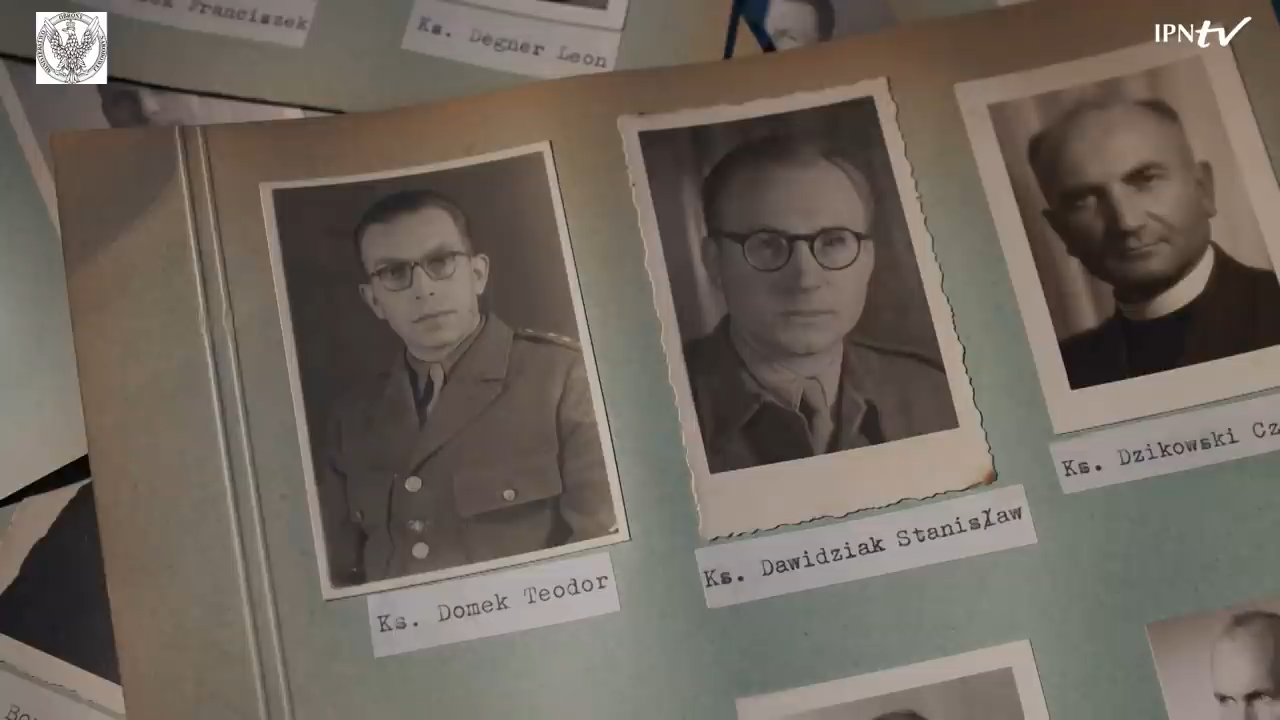 Franciszek
Ks. Degner Leon
IPNtv
Ks. Domek Teodor
Ks. Dawidziak Stanisław
Ks. Dzikowski Cz